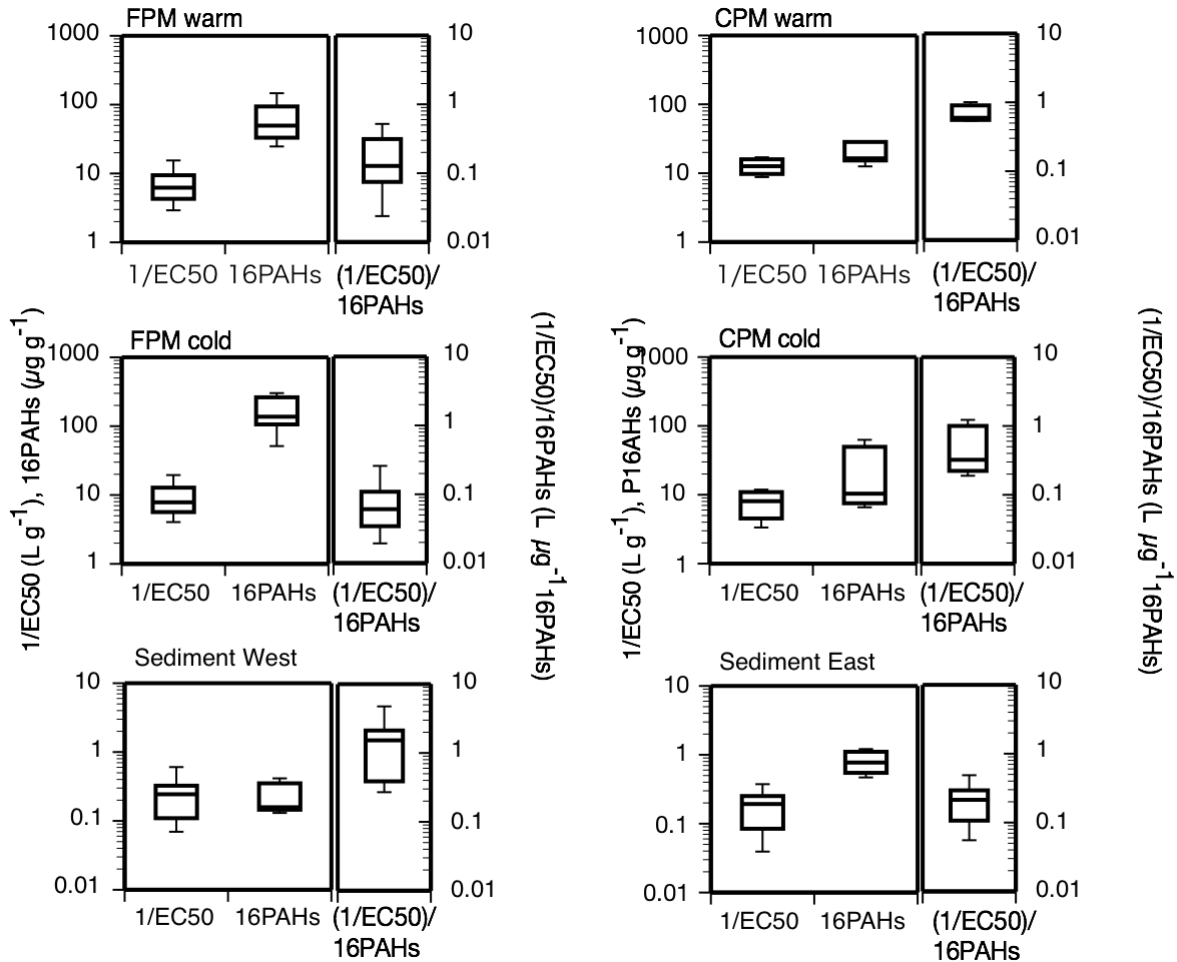 FPM warm
1000
100
10
1
10
1
0.1
0.01
1/EC50 16PAHs (1/EC50)/
16PAHs
CPM warm
1000
100
10
1
10
1
0.1
0.01
1/EC50 16PAHs (1/EC50)/
16PAHs
1/EC50 (L g-1), 16PAHs (µg g-1)
(1/EC50)/16PAHs (L µg-116PAHs)
1/EC50 (L g-1), P16AHs (µg g-1)
(1/EC50)/16PAHs (L µg-116PAHs)
FPM cold
1000
100
10
1
10
1
0.1
0.01
1/EC50 16PAHs (1/EC50)/
16PAHs
CPM cold
1000
100
10
1
10
1
0.1
0.01
1/EC50 16PAHs (1/EC50)/
16PAHs
Sediment West
10
1
0.1
0.01
10
1
0.1
0.01
1/EC50 16PAHs (1/EC50)/
16PAHs
Sediment East
10
1
0.1
0.01
10
1
0.1
0.01
1/EC50 16PAHs (1/EC50)/
16PAHs